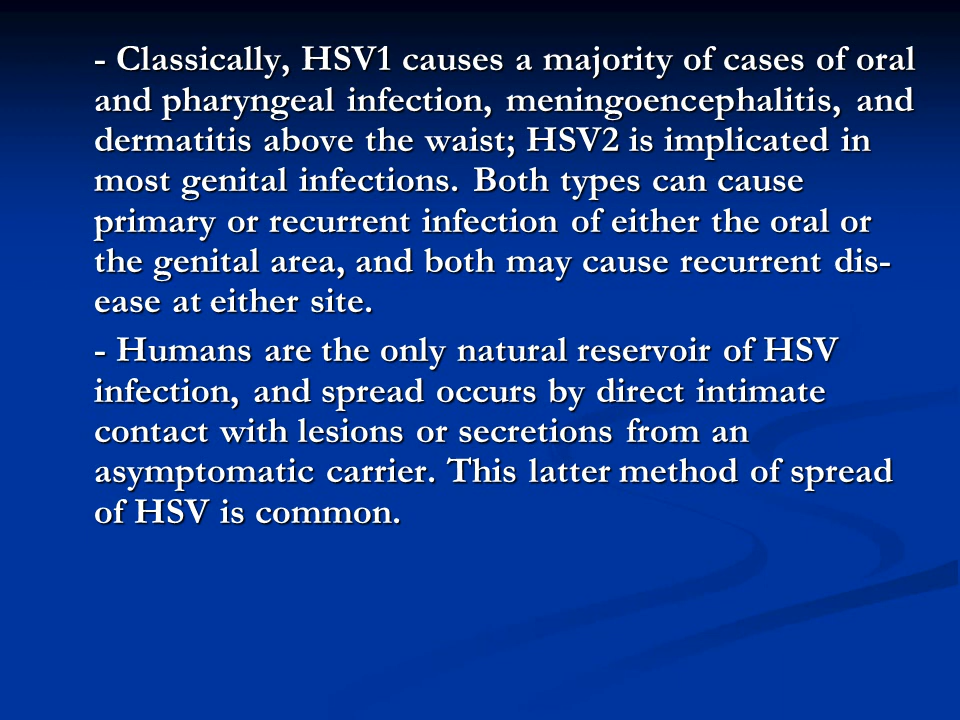 - Classically, HSV1 causes a majority of cases of oral
and pharyngeal infection, meningoencephalitis, and
dermatitis above the waist; HSV2 is implicated in
most genital infections. Both types can cause
primary or recurrent infection of either the oral or
the genital area, and both may cause recurrent dis-
ease at either site.
- Humans are the only natural reservoir of HSV
infection, and spread occurs by direct intimate
contact with lesions or secretions from an
asymptomatic carrier. This latter method of spread
of HSV is common.